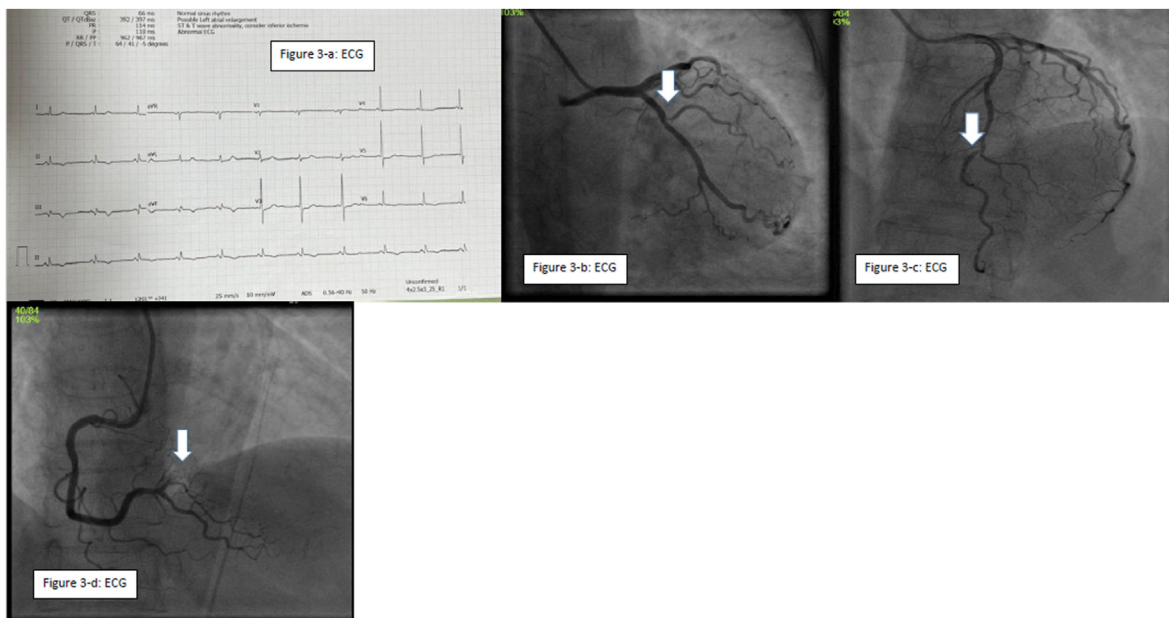 QRS 66 ms Normal sinus rhythm
QT / QTcBaz 392 / 397 ms Possible Left atrial enlargement
PR 114 ms ST & T wave abnormality, consider inferior ischemia
P 110 ms Abnormal ECG
RR / PP 962 / 967 ms
P / QRS / T 64 / 41 / -5 degrees
Figure 3-a: ECG
I aVR V1 V4
II aVL V2 V5
III aVF V3 V6
II
25 mm/s 10 mm/mV ADS 0.56-40 Hz 50 Hz
Unconfirmed
4x2.5x3_25_R1 1/1
103%
Figure 3-b: ECG
Figure 3-c: ECG
40/84
103%
Figure 3-d: ECG